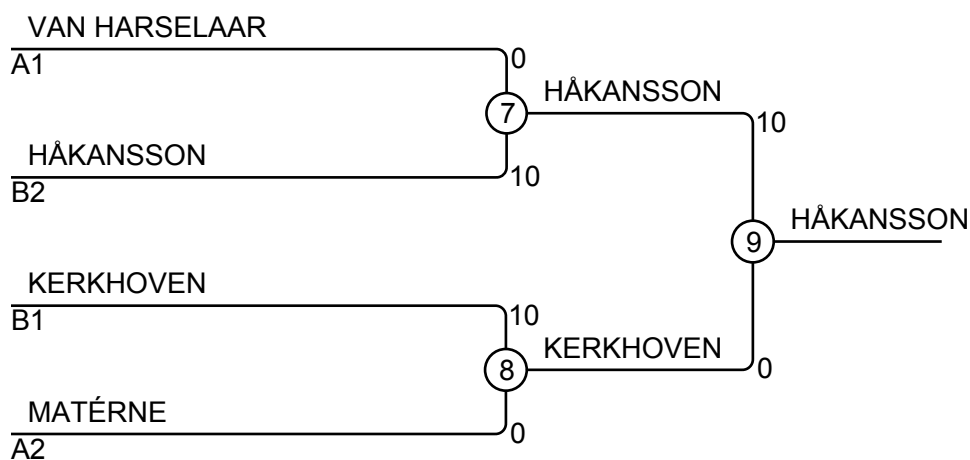 VAN HARSELAAR
A1
0
7
HÅKANSSON
10
HÅKANSSON
B2
10
9
HÅKANSSON
KERKHOVEN
B1
10
8
KERKHOVEN
0
MATÉRNE
A2
0